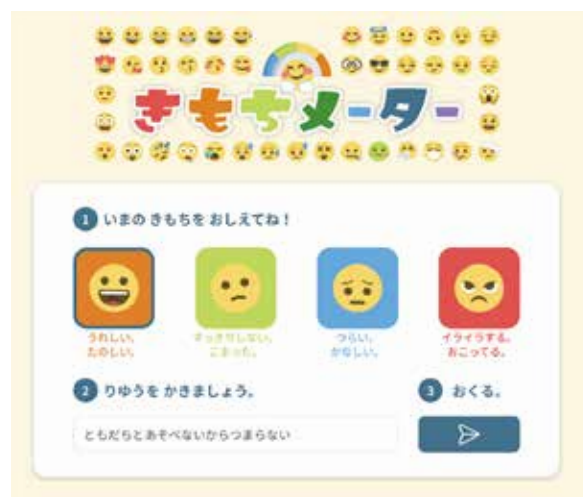 きもちメーター
1 いまの きもちを おしえてね!
うれしい。
たのしい。
すっきりしない。
こまった。
つらい。
かなしい。
イライラする。
おこってる。
2 りゆうを かきましょう。
3 おくる。
ともだちとあそべないからつまらない